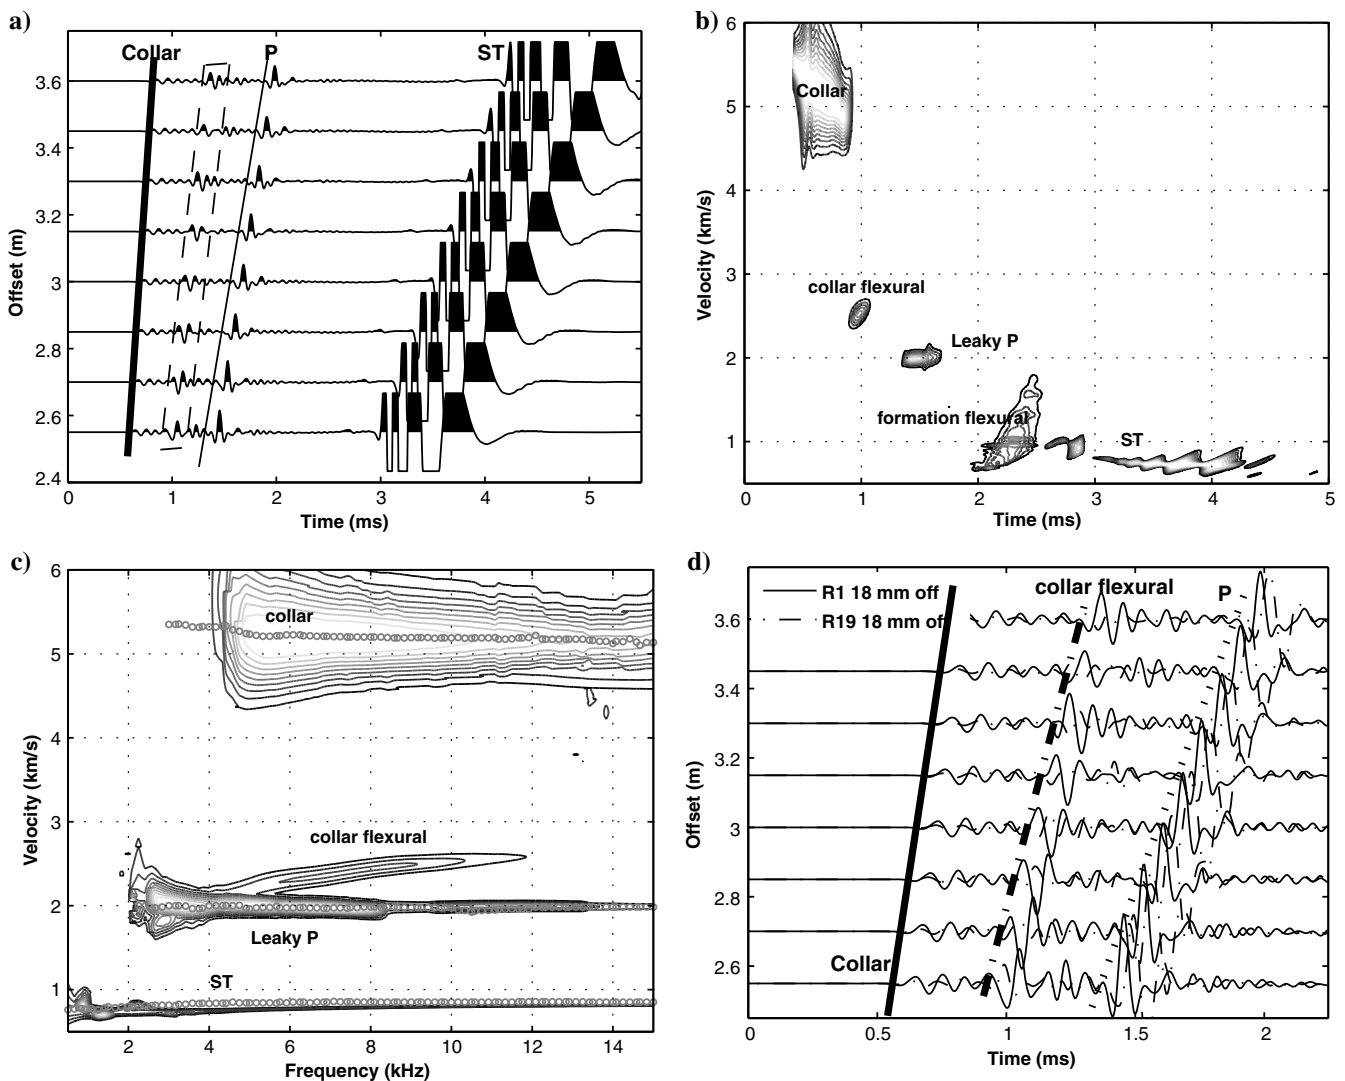 a)
Collar
P
ST
3.6
3.4
3.2
3
2.8
2.6
2.4
Offset (m)
0 1 2 3 4 5
Time (ms)
b)
6
5
4
3
2
1
Velocity (km/s)
Collar
collar flexural
Leaky P
formation flexural
ST
0 1 2 3 4 5
Time (ms)
c)
6
5
4
3
2
1
Velocity (km/s)
collar
collar flexural
Leaky P
ST
2 4 6 8 10 12 14
Frequency (kHz)
d)
R1 18 mm off
R19 18 mm of
collar flexural
P
3.6
3.4
3.2
3
2.8
2.6
Offset (m)
Collar
0 0.5 1 1.5 2
Time (ms)